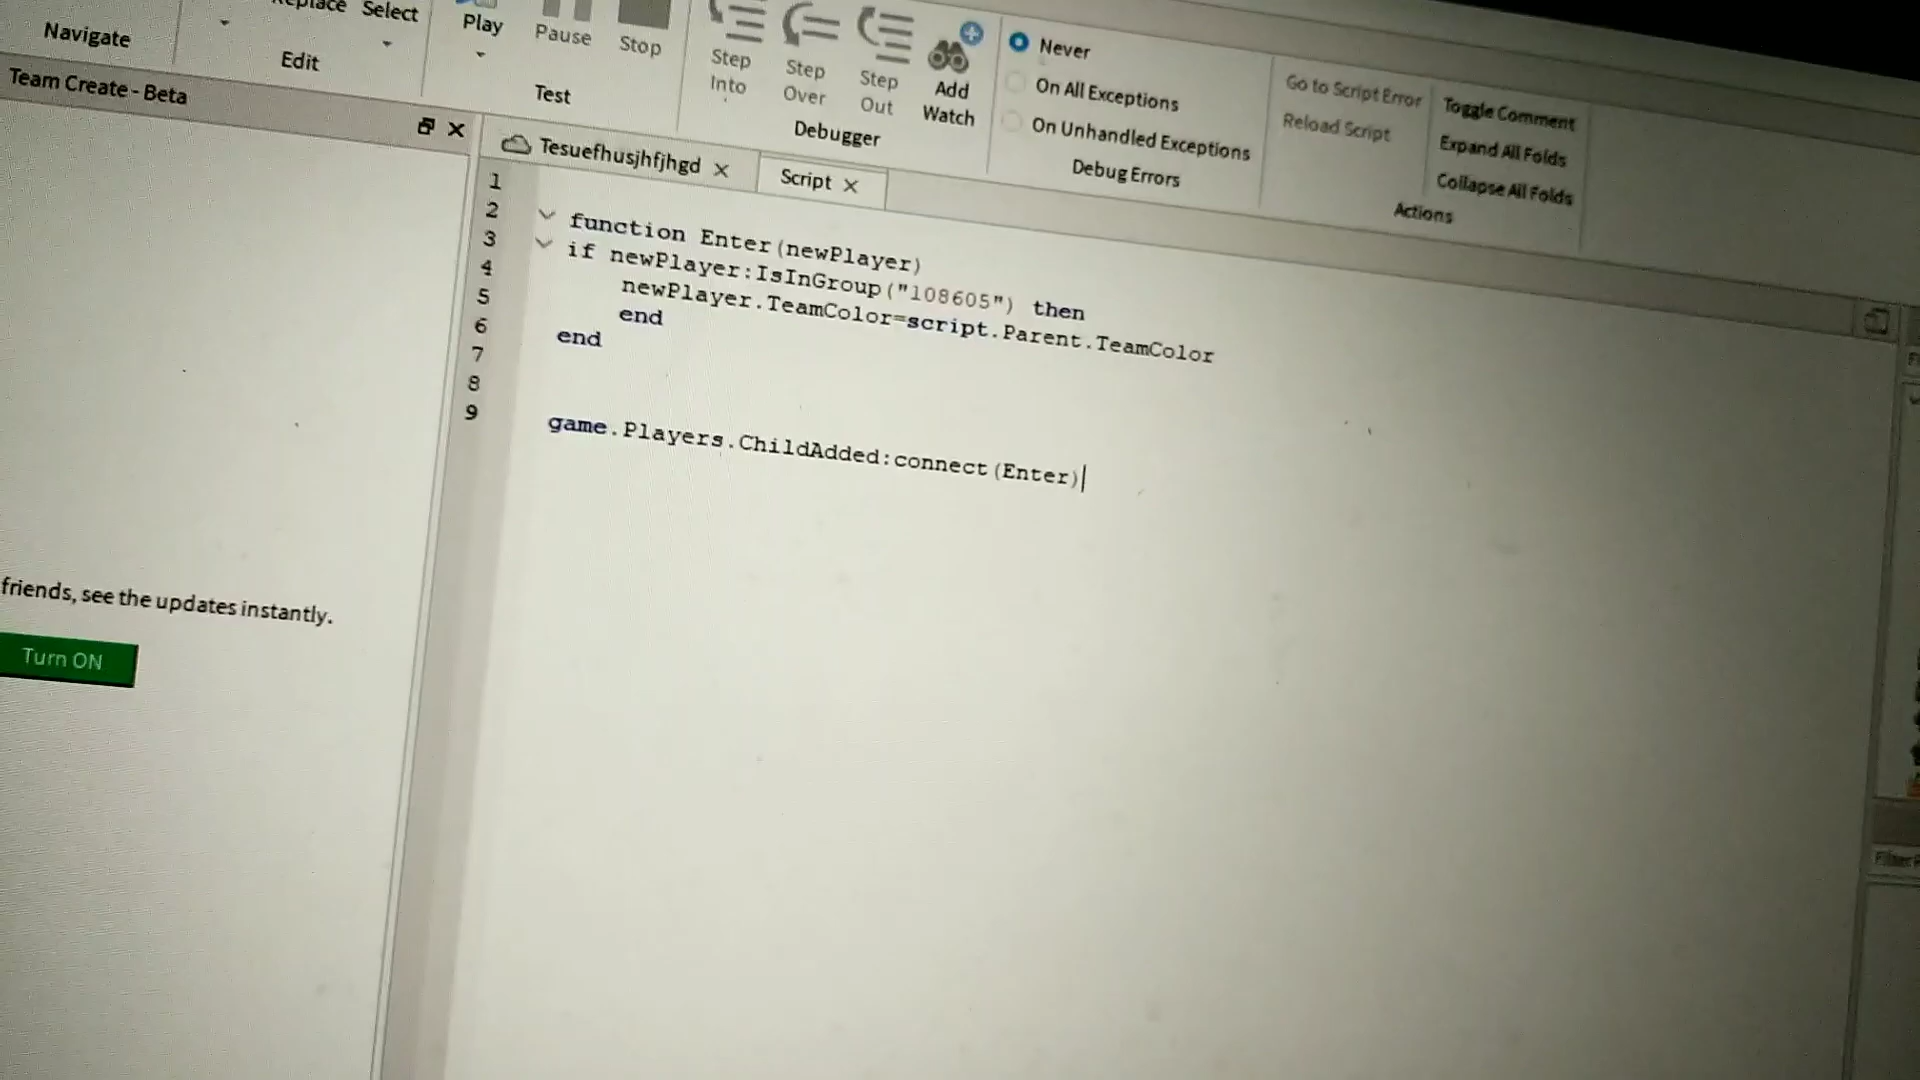 Select
Navigate
Edit
Play
Pause
Stop
Test
Step Into
Step Over
Step Out
Add Watch
Debugger
Never
On All Exceptions
On Unhandled Exceptions
Debug Errors
Go to Script Error
Reload Script
Toggle Comment
Expand All Folds
Collapse All Folds
Actions
Team Create - Beta
Tesuefhusjhfjhgd
Script
1
2 function Enter(newPlayer)
3 if newPlayer:IsInGroup("108605") then
4 newPlayer.TeamColor=script.Parent.TeamColor
5 end
6 end
7
8
9 game.Players.ChildAdded:connect(Enter)
friends, see the updates instantly.
Turn ON